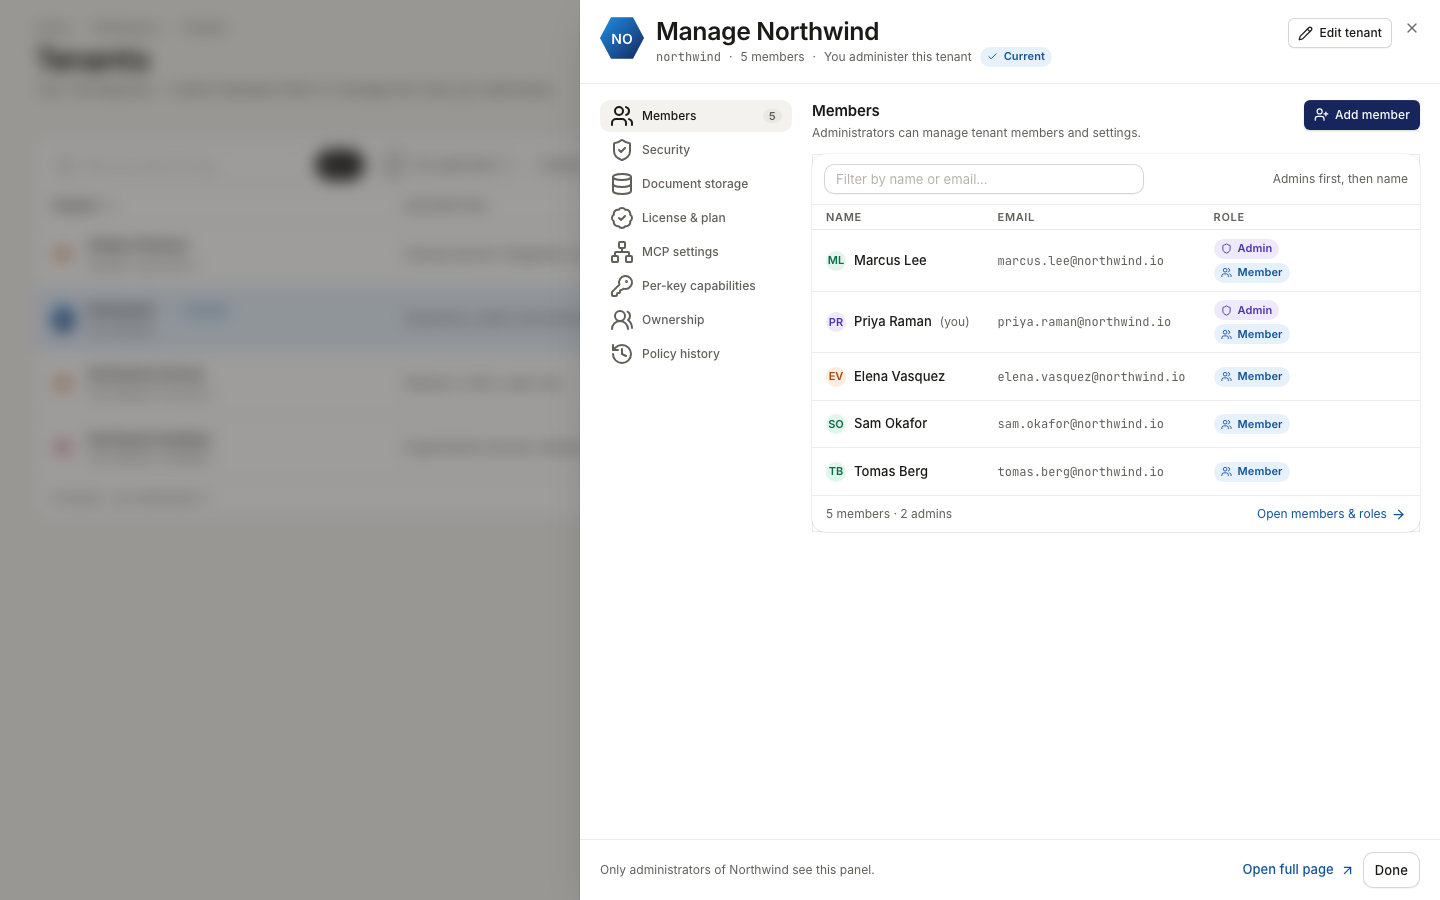 Tenants
NO
Manage Northwind
northwind · 5 members · You administer this tenant
Current
Edit tenant
Members 5
Security
Document storage
License & plan
MCP settings
Per-key capabilities
Ownership
Policy history
Members
Administrators can manage tenant members and settings.
Add member
Filter by name or email...
Admins first, then name
NAME EMAIL ROLE
ML Marcus Lee marcus.lee@northwind.io Admin
Member
PR Priya Raman (you) priya.raman@northwind.io Admin
Member
EV Elena Vasquez elena.vasquez@northwind.io Member
SO Sam Okafor sam.okafor@northwind.io Member
TB Tomas Berg tomas.berg@northwind.io Member
5 members · 2 admins
Open members & roles
Only administrators of Northwind see this panel.
Open full page
Done